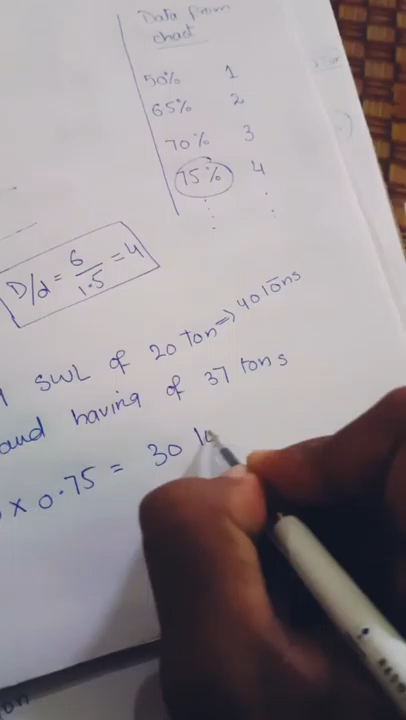 Data from
chart
50% 1
65% 2
70% 3
75% 4
D/d = 6/1.5 = 4
SWL of 20 Ton => 40 Tons
and having of 37 tons
x 0.75 = 30